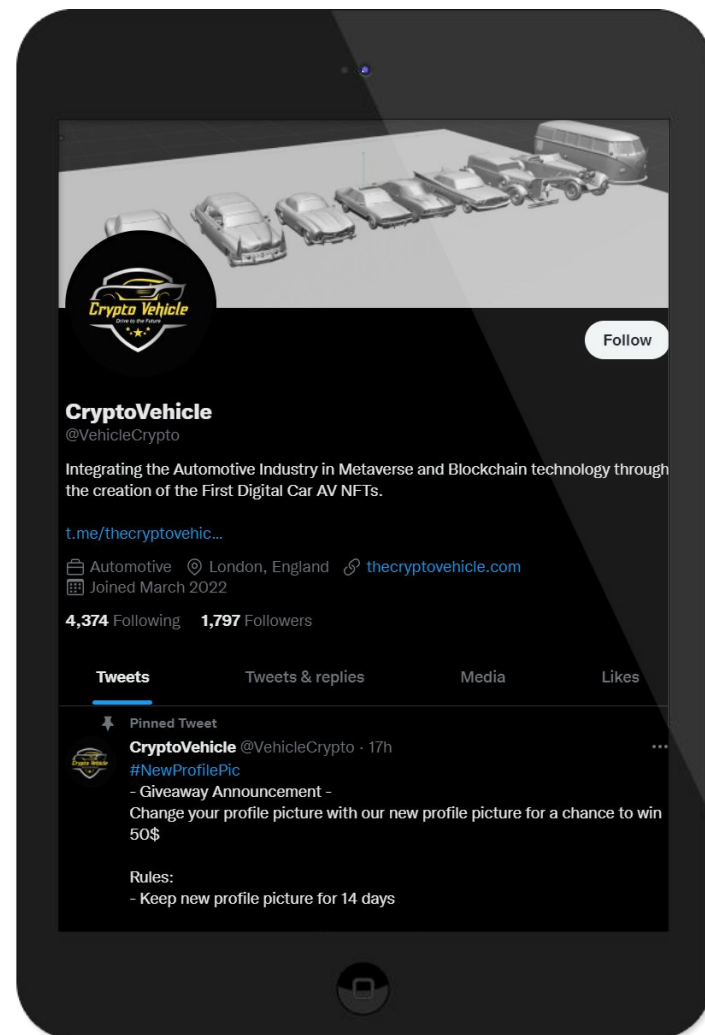 Crypto Vehicle
Drive to the Future
Follow
CryptoVehicle
@VehicleCrypto
Integrating the Automotive Industry in Metaverse and Blockchain technology through
the creation of the First Digital Car AV NFTs.
t.me/thecryptovehic...
Automotive London, England thecryptovehicle.com
Joined March 2022
4,374 Following 1,797 Followers
Tweets Tweets & replies Media Likes
Pinned Tweet
CryptoVehicle @VehicleCrypto · 17h
Crypto Vehicle
#NewProfilePic
- Giveaway Announcement -
Change your profile picture with our new profile picture for a chance to win
50$
Rules:
- Keep new profile picture for 14 days